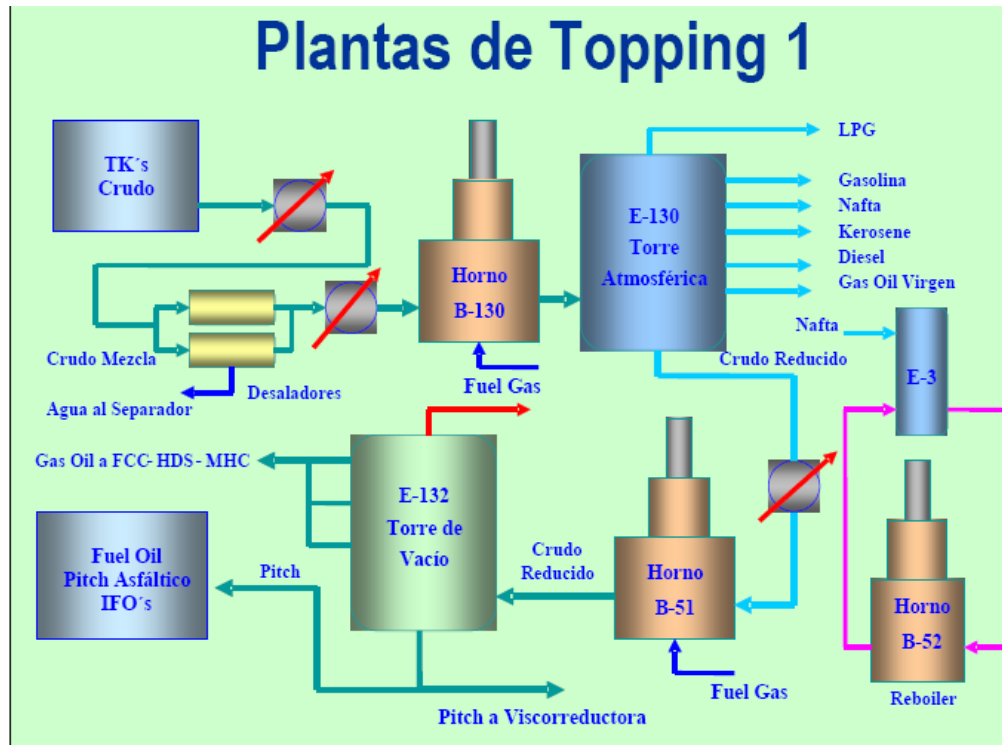 Plantas de Topping 1
TK´s
Crudo
LPG
Gasolina
Nafta
Kerosene
Diesel
Gas Oil Virgen
E-130
Torre
Atmosférica
Horno
B-130
Fuel Gas
Crudo Mezcla
Desaladores
Agua al Separador
Nafta
Crudo Reducido
E-3
Gas Oil a FCC- HDS - MHC
E-132
Torre de
Vacío
Fuel Oil
Pitch Asfáltico
IFO´s
Pitch
Crudo
Reducido
Horno
B-51
Fuel Gas
Horno
B-52
Reboiler
Pitch a Viscorreductora